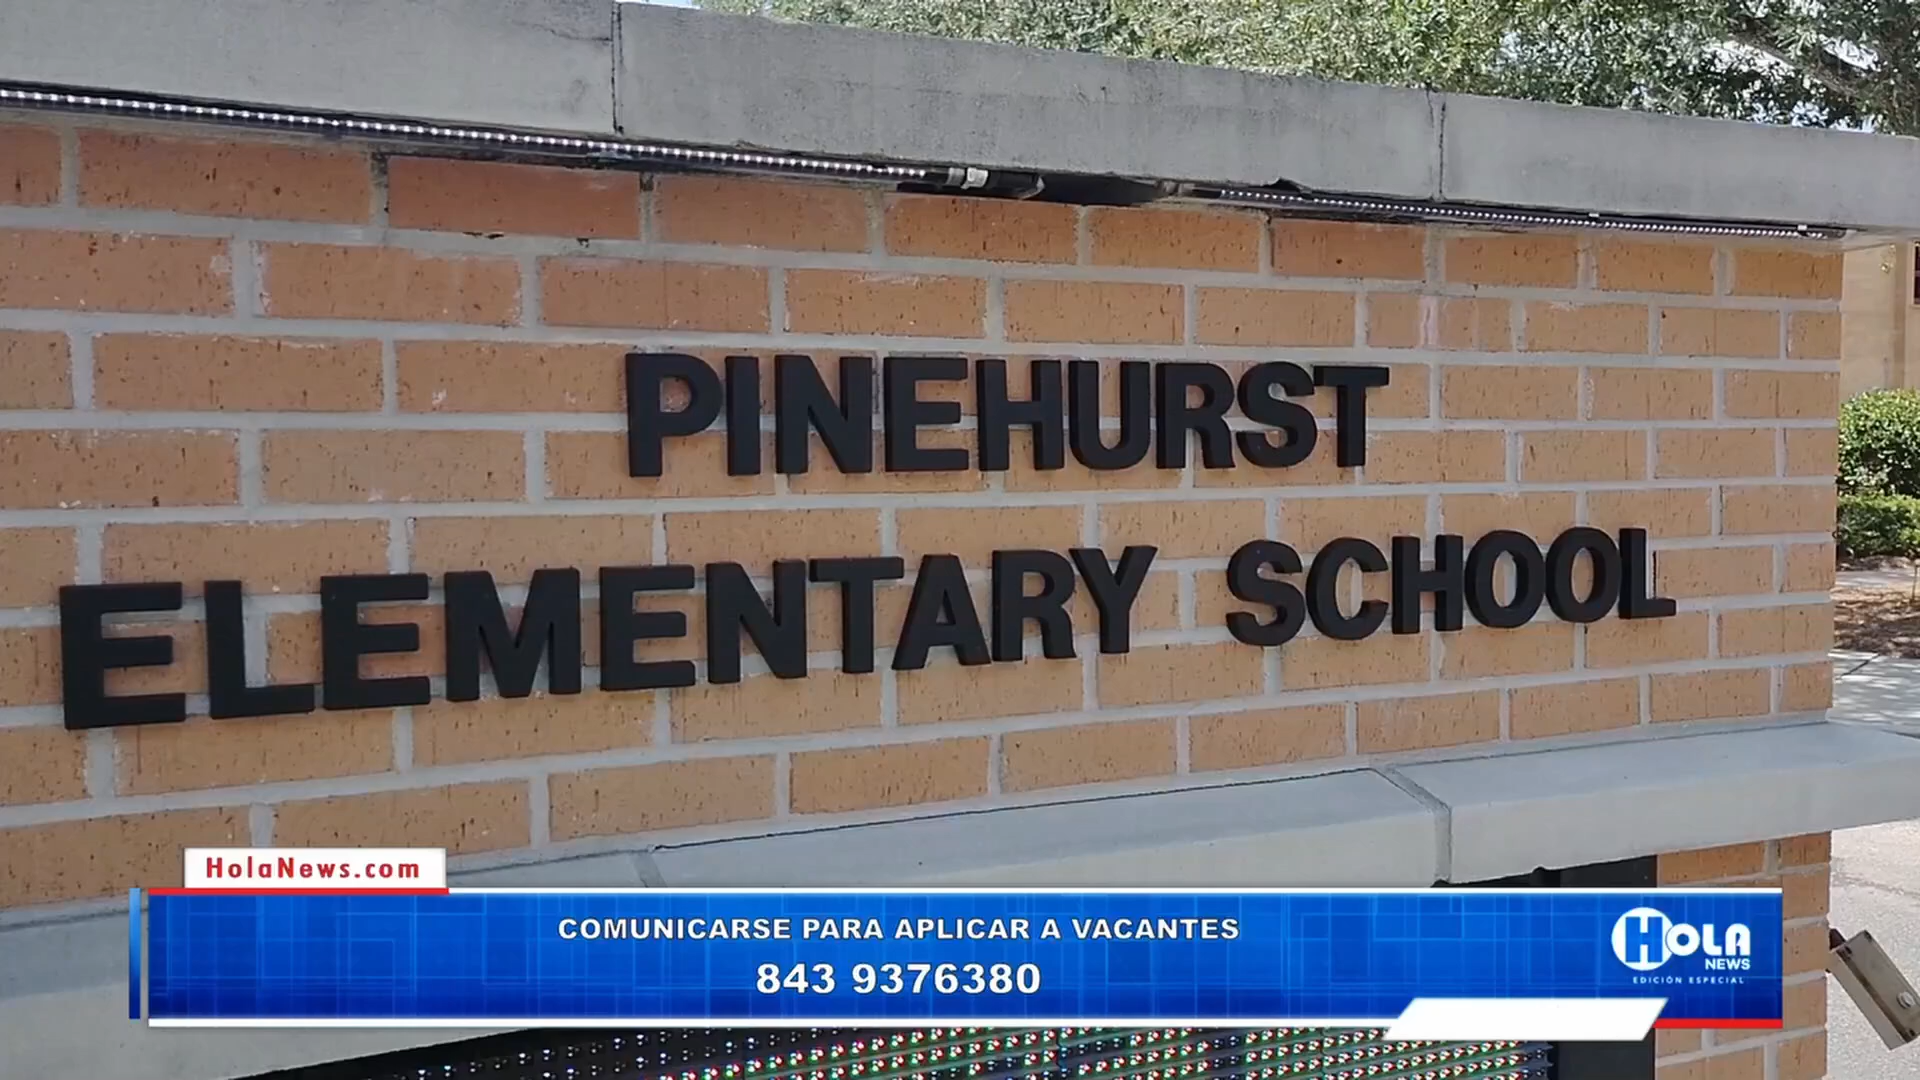 PINEHURST
ELEMENTARY SCHOOL
HolaNews.com
COMUNICARSE PARA APLICAR A VACANTES
843 9376380
HOLA
NEWS
EDICIÓN ESPECIAL